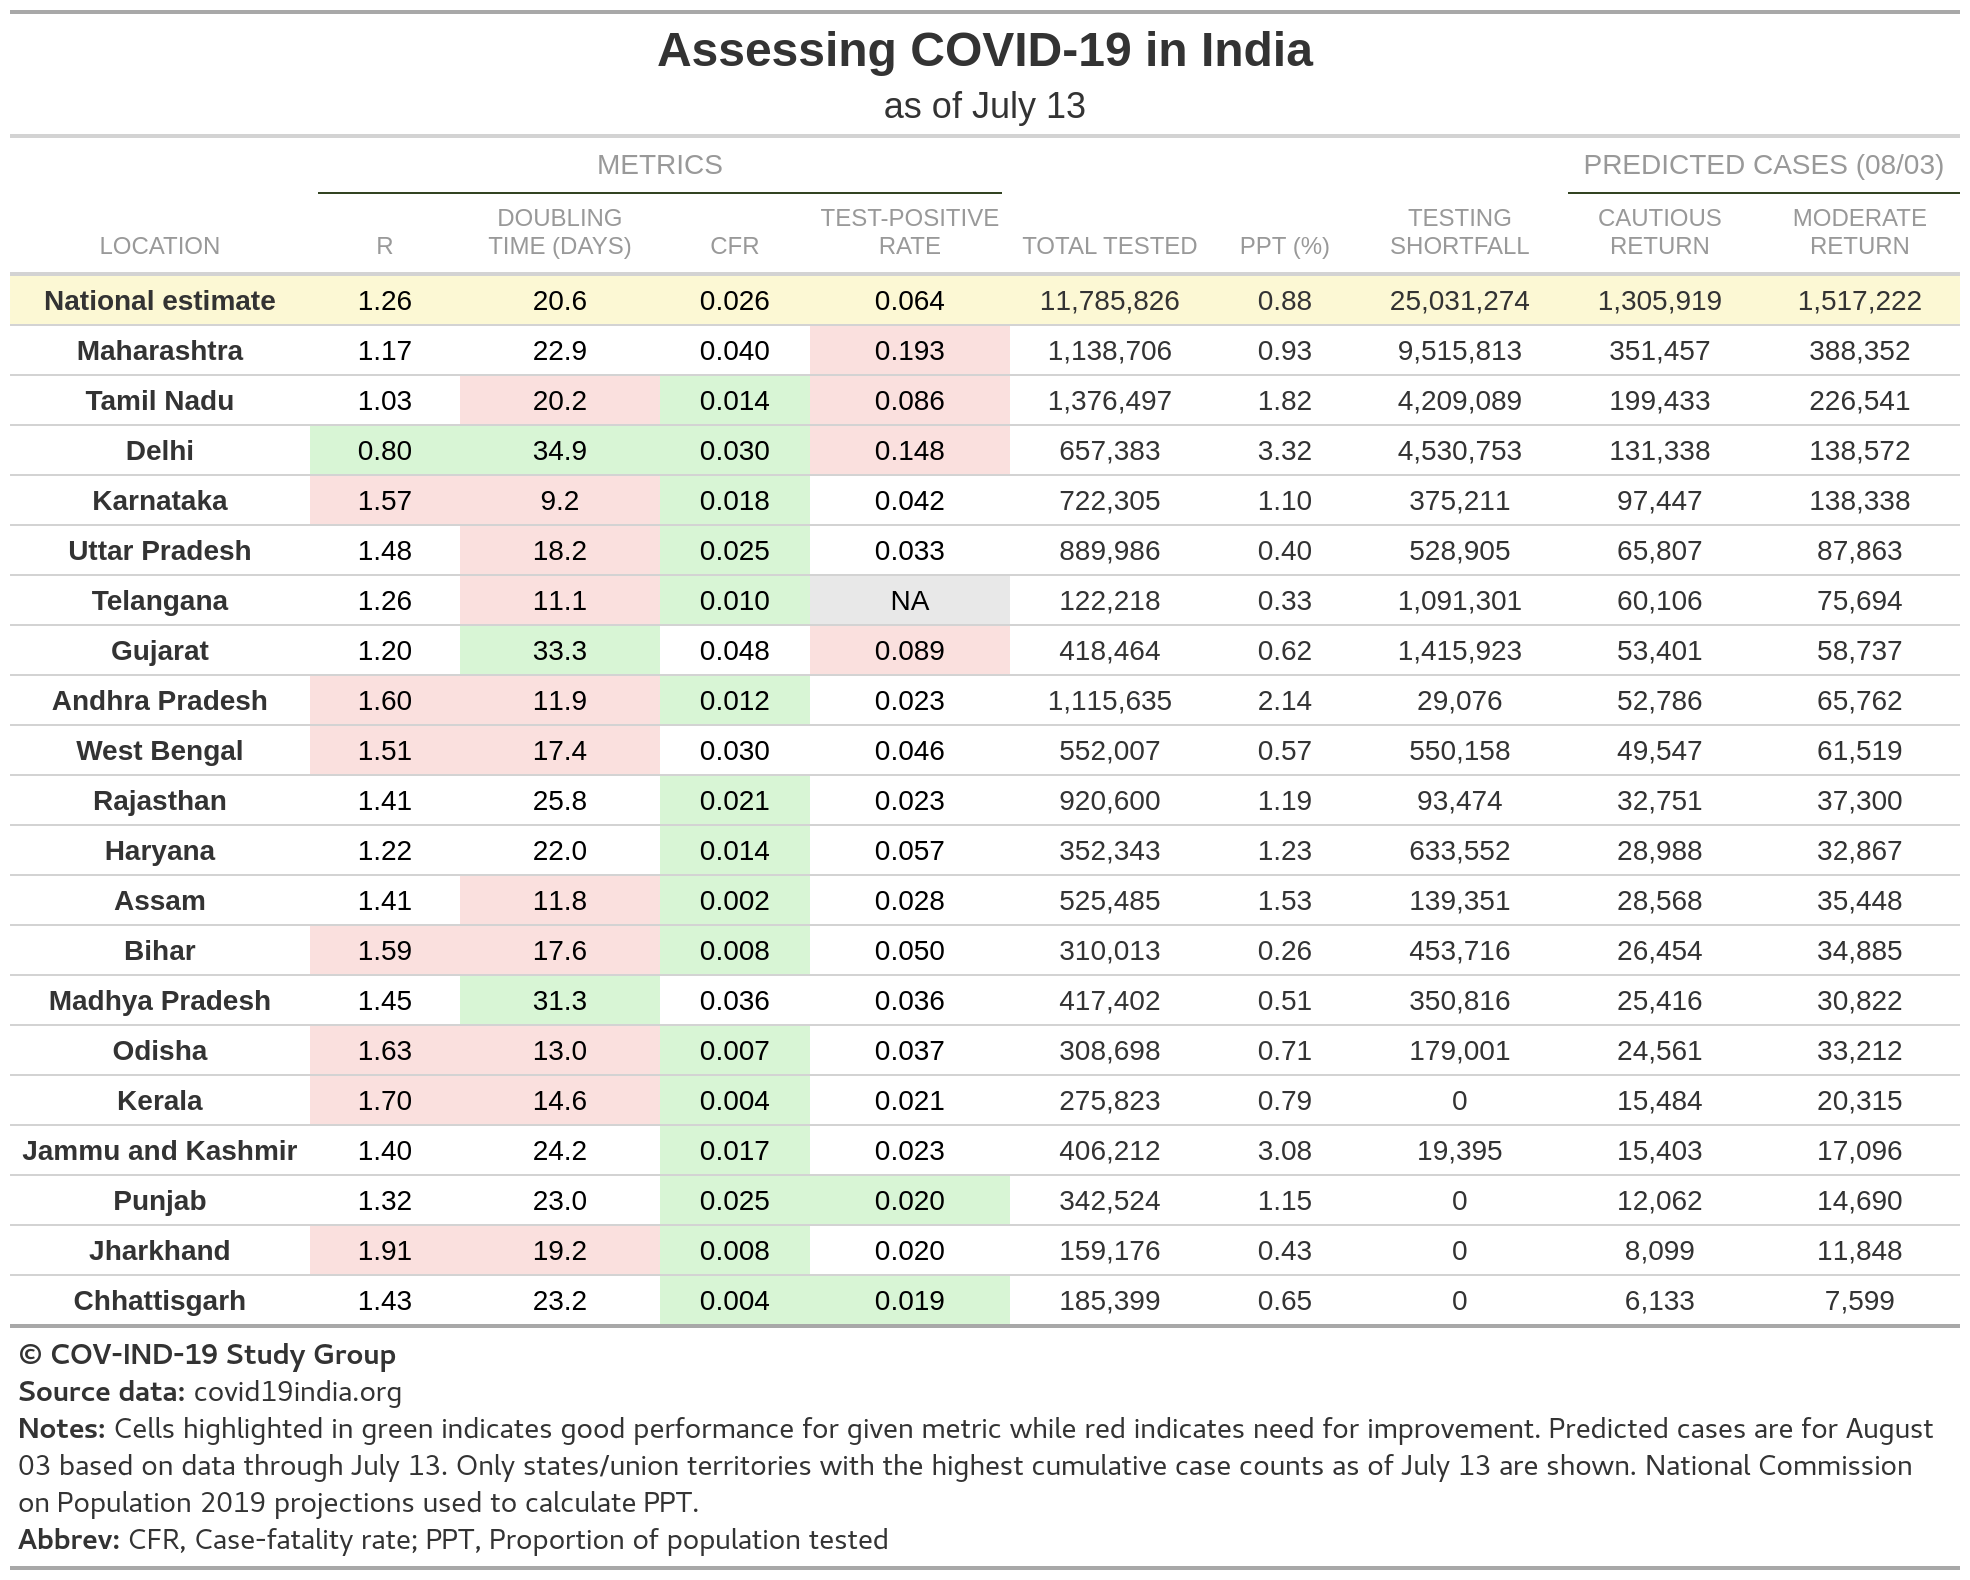 Assessing COVID-19 in India
as of July 13
METRICS PREDICTED CASES (08/03)
LOCATION R DOUBLING TIME (DAYS) CFR TEST-POSITIVE RATE TOTAL TESTED PPT (%) TESTING SHORTFALL CAUTIOUS RETURN MODERATE RETURN
National estimate 1.26 20.6 0.026 0.064 11,785,826 0.88 25,031,274 1,305,919 1,517,222
Maharashtra 1.17 22.9 0.040 0.193 1,138,706 0.93 9,515,813 351,457 388,352
Tamil Nadu 1.03 20.2 0.014 0.086 1,376,497 1.82 4,209,089 199,433 226,541
Delhi 0.80 34.9 0.030 0.148 657,383 3.32 4,530,753 131,338 138,572
Karnataka 1.57 9.2 0.018 0.042 722,305 1.10 375,211 97,447 138,338
Uttar Pradesh 1.48 18.2 0.025 0.033 889,986 0.40 528,905 65,807 87,863
Telangana 1.26 11.1 0.010 NA 122,218 0.33 1,091,301 60,106 75,694
Gujarat 1.20 33.3 0.048 0.089 418,464 0.62 1,415,923 53,401 58,737
Andhra Pradesh 1.60 11.9 0.012 0.023 1,115,635 2.14 29,076 52,786 65,762
West Bengal 1.51 17.4 0.030 0.046 552,007 0.57 550,158 49,547 61,519
Rajasthan 1.41 25.8 0.021 0.023 920,600 1.19 93,474 32,751 37,300
Haryana 1.22 22.0 0.014 0.057 352,343 1.23 633,552 28,988 32,867
Assam 1.41 11.8 0.002 0.028 525,485 1.53 139,351 28,568 35,448
Bihar 1.59 17.6 0.008 0.050 310,013 0.26 453,716 26,454 34,885
Madhya Pradesh 1.45 31.3 0.036 0.036 417,402 0.51 350,816 25,416 30,822
Odisha 1.63 13.0 0.007 0.037 308,698 0.71 179,001 24,561 33,212
Kerala 1.70 14.6 0.004 0.021 275,823 0.79 0 15,484 20,315
Jammu and Kashmir 1.40 24.2 0.017 0.023 406,212 3.08 19,395 15,403 17,096
Punjab 1.32 23.0 0.025 0.020 342,524 1.15 0 12,062 14,690
Jharkhand 1.91 19.2 0.008 0.020 159,176 0.43 0 8,099 11,848
Chhattisgarh 1.43 23.2 0.004 0.019 185,399 0.65 0 6,133 7,599
© COV-IND-19 Study Group
Source data: covid19india.org
Notes: Cells highlighted in green indicates good performance for given metric while red indicates need for improvement. Predicted cases are for August
03 based on data through July 13. Only states/union territories with the highest cumulative case counts as of July 13 are shown. National Commission
on Population 2019 projections used to calculate PPT.
Abbrev: CFR, Case-fatality rate; PPT, Proportion of population tested